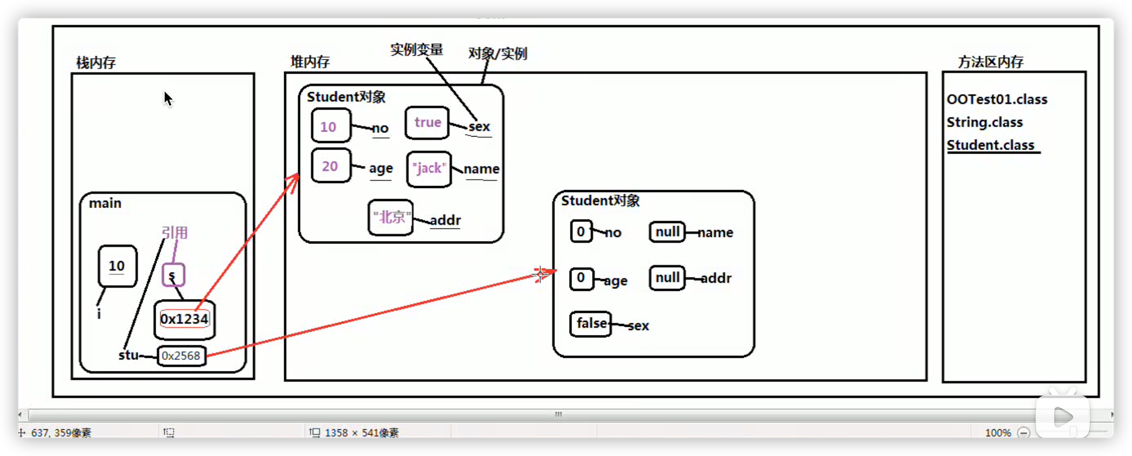 栈内存
堆内存
实例变量
对象/实例
方法区内存
Student对象
10
no
true
sex
20
age
"jack"
name
"北京"
addr
OOTest01.class
String.class
Student.class
main
引用
10
s
i
0x1234
stu
0x2568
Student对象
0
no
null
name
0
age
null
addr
false
sex
637, 359像素
1358 × 541像素
100%